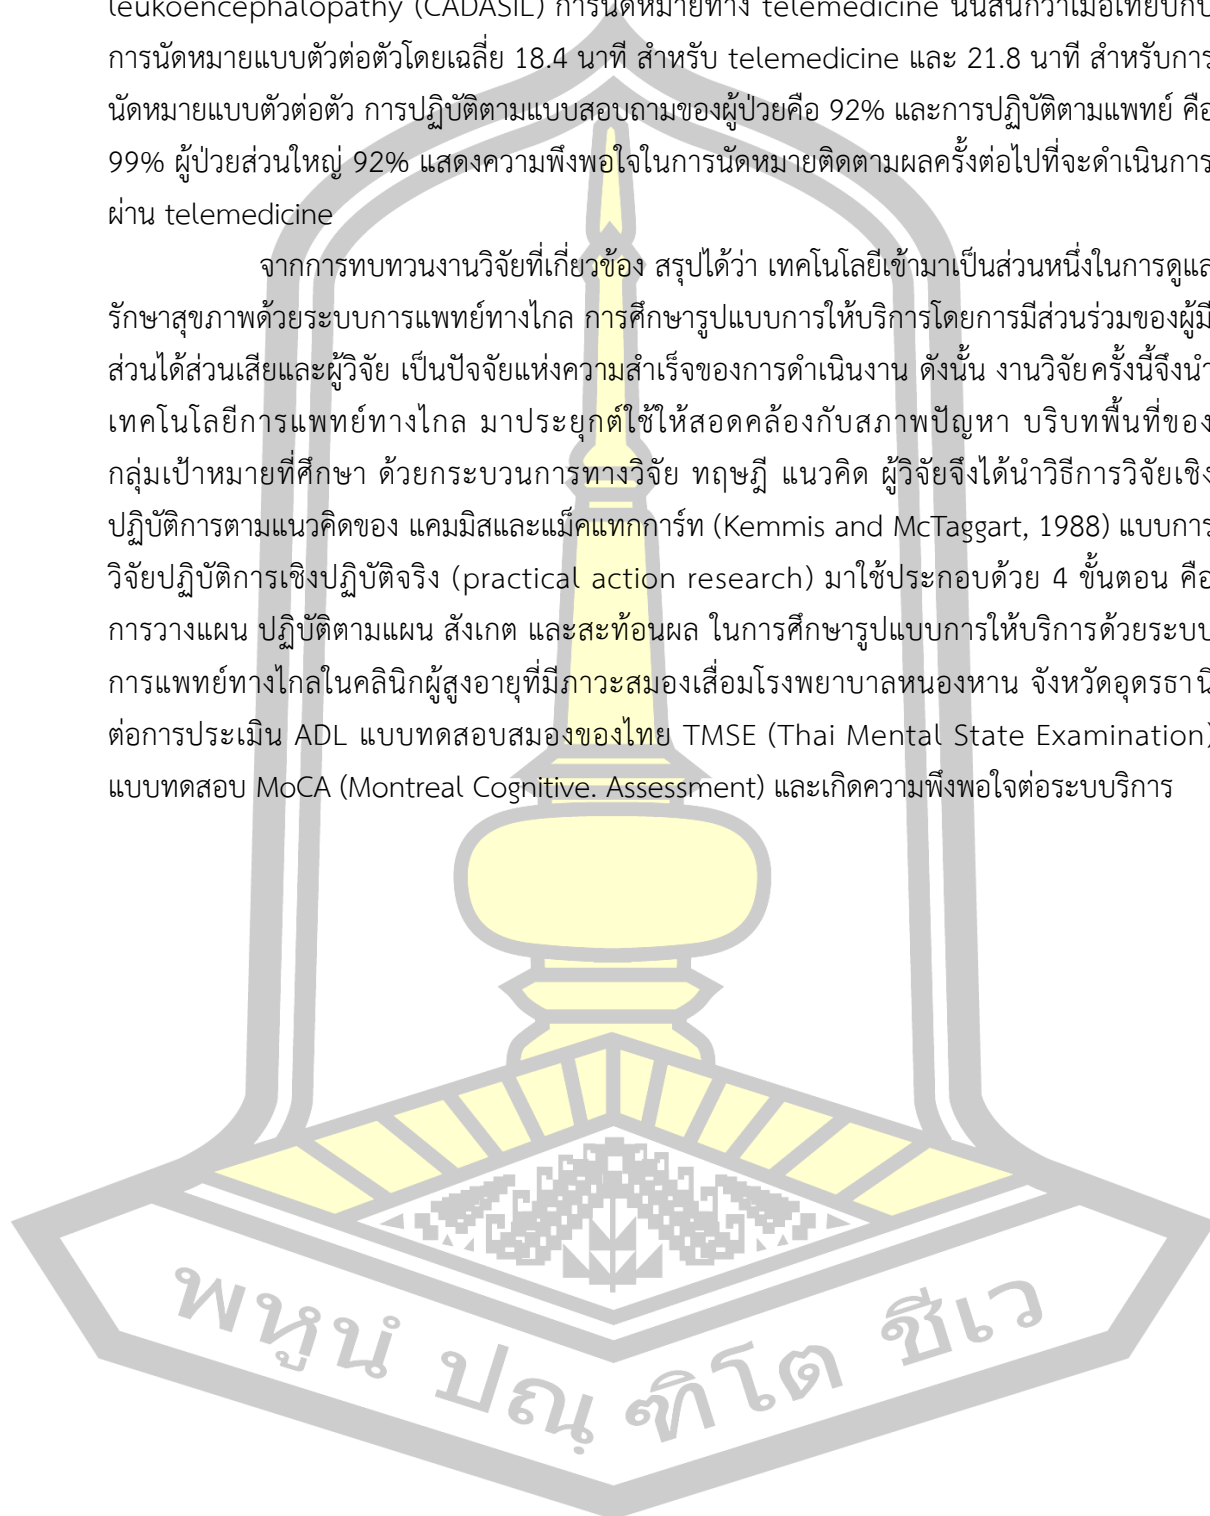 leukoencephalopathy (CADASIL) การนัดหมายทาง telemedicine นั้นสั้นกว่าเมื่อเทียบกับ
การนัดหมายแบบตัวต่อตัวโดยเฉลี่ย 18.4 นาที สำหรับ telemedicine และ 21.8 นาที สำหรับการ
นัดหมายแบบตัวต่อตัว การปฏิบัติตามแบบสอบถามของผู้ป่วยคือ 92% และการปฏิบัติตามแพทย์ คือ
99% ผู้ป่วยส่วนใหญ่ 92% แสดงความพึงพอใจในการนัดหมายติดตามผลครั้งต่อไปที่จะดำเนินการ
ผ่าน telemedicine
จากการทบทวนงานวิจัยที่เกี่ยวข้อง สรุปได้ว่า เทคโนโลยีเข้ามาเป็นส่วนหนึ่งในการดูแล
รักษาสุขภาพด้วยระบบการแพทย์ทางไกล การศึกษารูปแบบการให้บริการโดยการมีส่วนร่วมของผู้มี
ส่วนได้ส่วนเสียและผู้วิจัย เป็นปัจจัยแห่งความสำเร็จของการดำเนินงาน ดังนั้น งานวิจัยครั้งนี้จึงนำ
เทคโนโลยีการแพทย์ทางไกล มาประยุกต์ใช้ให้สอดคล้องกับสภาพปัญหา บริบทพื้นที่ของ
กลุ่มเป้าหมายที่ศึกษา ด้วยกระบวนการทางวิจัย ทฤษฎี แนวคิด ผู้วิจัยจึงได้นำวิธีการวิจัยเชิง
ปฏิบัติการตามแนวคิดของ แคมมิสและแม็คแทกการ์ท (Kemmis and McTaggart, 1988) แบบการ
วิจัยปฏิบัติการเชิงปฏิบัติจริง (practical action research) มาใช้ประกอบด้วย 4 ขั้นตอน คือ
การวางแผน ปฏิบัติตามแผน สังเกต และสะท้อนผล ในการศึกษารูปแบบการให้บริการด้วยระบบ
การแพทย์ทางไกลในคลินิกผู้สูงอายุที่มีภาวะสมองเสื่อมโรงพยาบาลหนองหาน จังหวัดอุดรธานี
ต่อการประเมิน ADL แบบทดสอบสมองของไทย TMSE (Thai Mental State Examination)
แบบทดสอบ MoCA (Montreal Cognitive. Assessment) และเกิดความพึงพอใจต่อระบบบริการ
พหูนํ ปณฺฑิโต ชีเว